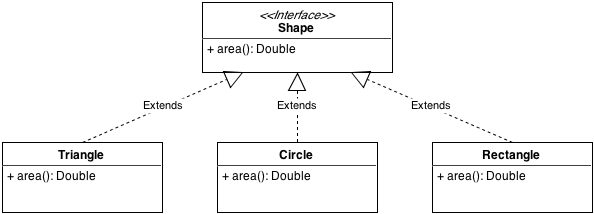 <<Interface>>
Shape
+ area(): Double
Extends
Extends
Extends
Triangle
+ area(): Double
Circle
+ area(): Double
Rectangle
+ area(): Double